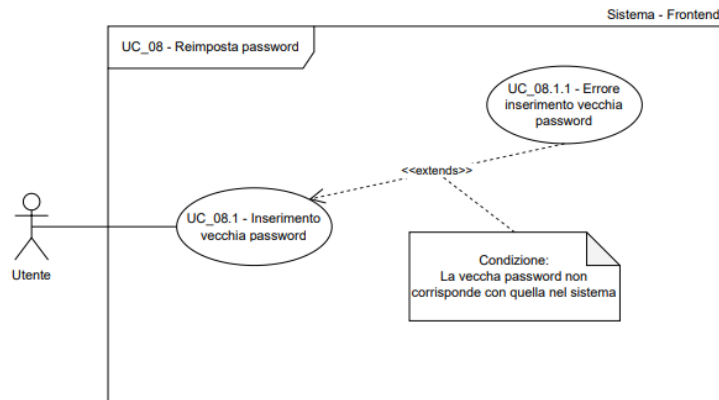 Sistema - Frontend
UC_08 - Reimposta password
UC_08.1.1 - Errore
inserimento vecchia
password
<<extends>>
UC_08.1 - Inserimento
vecchia password
Utente
Condizione:
La veccha password non
corrisponde con quella nel sistema